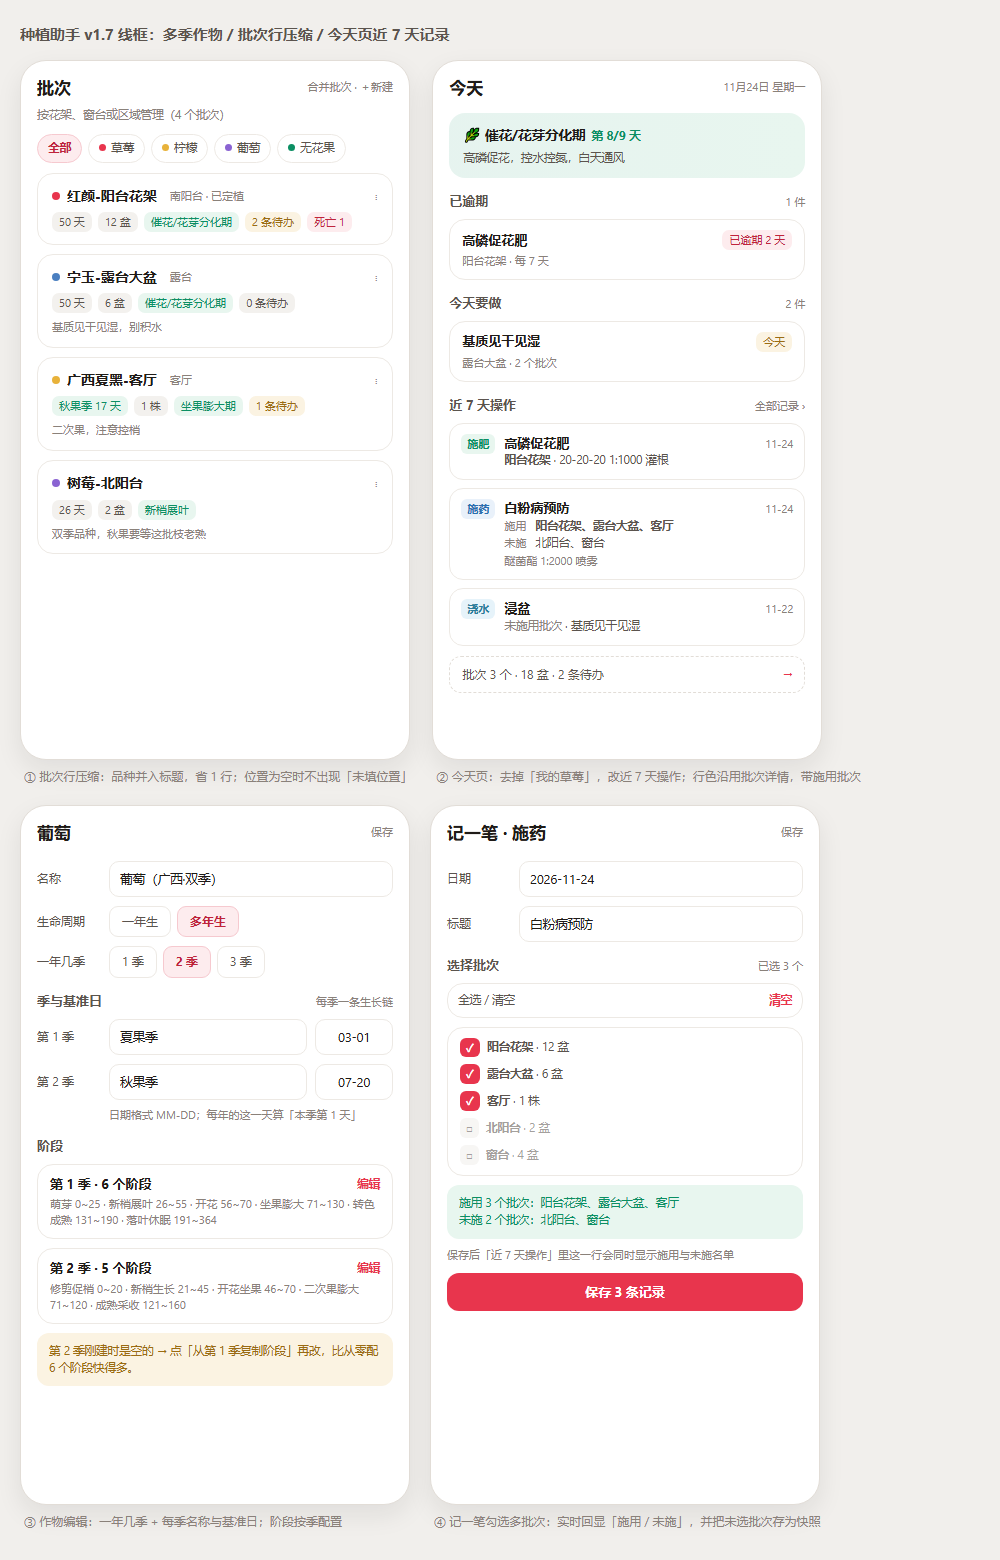 种植助手 v1.7 线框：多季作物 / 批次行压缩 / 今天页近 7 天记录
批次
合并批次 · ＋新建
按花架、窗台或区域管理（4 个批次）
全部
草莓
柠檬
葡萄
无花果
红颜-阳台花架 南阳台 · 已定植
50 天 12 盆 催花/花芽分化期 2 条待办 死亡 1
宁玉-露台大盆 露台
50 天 6 盆 催花/花芽分化期 0 条待办
基质见干见湿，别积水
广西夏黑-客厅 客厅
秋果季 17 天 1 株 坐果膨大期 1 条待办
二次果，注意控梢
树莓-北阳台
26 天 2 盆 新梢展叶
双季品种，秋果要等这批枝老熟
① 批次行压缩：品种并入标题，省 1 行；位置为空时不出现「未填位置」
今天
11月24日 星期一
催花/花芽分化期 第 8/9 天
高磷促花，控水控氮，白天通风
已逾期 1 件
高磷促花肥 已逾期 2 天
阳台花架 · 每 7 天
今天要做 2 件
基质见干见湿 今天
露台大盆 · 2 个批次
近 7 天操作 全部记录 ›
施肥 高磷促花肥 11-24
阳台花架 · 20-20-20 1:1000 灌根
施药 白粉病预防 11-24
施用 阳台花架、露台大盆、客厅
未施 北阳台、窗台
醚菌酯 1:2000 喷雾
浇水 浸盆 11-22
未施用批次 · 基质见干见湿
批次 3 个 · 18 盆 · 2 条待办 →
② 今天页：去掉「我的草莓」，改近 7 天操作；行色沿用批次详情，带施用批次
葡萄 保存
名称 葡萄（广西·双季）
生命周期 一年生 多年生
一年几季 1 季 2 季 3 季
季与基准日 每季一条生长链
第 1 季 夏果季 03-01
第 2 季 秋果季 07-20
日期格式 MM-DD；每年的这一天算「本季第 1 天」
阶段
第 1 季 · 6 个阶段 编辑
萌芽 0~25 · 新梢展叶 26~55 · 开花 56~70 · 坐果膨大 71~130 · 转色
成熟 131~190 · 落叶休眠 191~364
第 2 季 · 5 个阶段 编辑
修剪促梢 0~20 · 新梢生长 21~45 · 开花坐果 46~70 · 二次果膨大
71~120 · 成熟采收 121~160
第 2 季刚建时是空的 → 点「从第 1 季复制阶段」再改，比从零配
6 个阶段快得多。
③ 作物编辑：一年几季 + 每季名称与基准日；阶段按季配置
记一笔 · 施药 保存
日期 2026-11-24
标题 白粉病预防
选择批次 已选 3 个
全选 / 清空 清空
✓ 阳台花架 · 12 盆
✓ 露台大盆 · 6 盆
✓ 客厅 · 1 株
□ 北阳台 · 2 盆
□ 窗台 · 4 盆
施用 3 个批次：阳台花架、露台大盆、客厅
未施 2 个批次：北阳台、窗台
保存后「近 7 天操作」里这一行会同时显示施用与未施名单
保存 3 条记录
④ 记一笔勾选多批次：实时回显「施用 / 未施」，并把未选批次存为快照